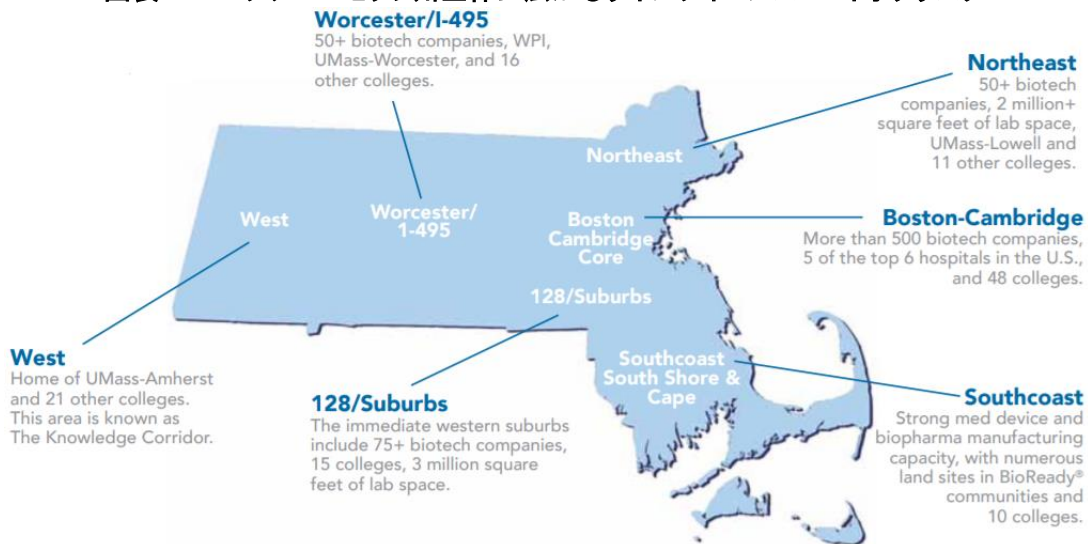 Worcester/I-495
50+ biotech companies, WPI,
UMass-Worcester, and 16
other colleges.
Northeast
50+ biotech
companies, 2 million+
square feet of lab space,
UMass-Lowell and
11 other colleges.
Northeast
West
Worcester/
1-495
Boston
Cambridge
Core
Boston-Cambridge
More than 500 biotech companies,
5 of the top 6 hospitals in the U.S.,
and 48 colleges.
128/Suburbs
West
Home of UMass-Amherst
and 21 other colleges.
This area is known as
The Knowledge Corridor.
128/Suburbs
The immediate western suburbs
include 75+ biotech companies,
15 colleges, 3 million square
feet of lab space.
Southcoast
South Shore &
Cape
Southcoast
Strong med device and
biopharma manufacturing
capacity, with numerous
land sites in BioReady®
communities and
10 colleges.